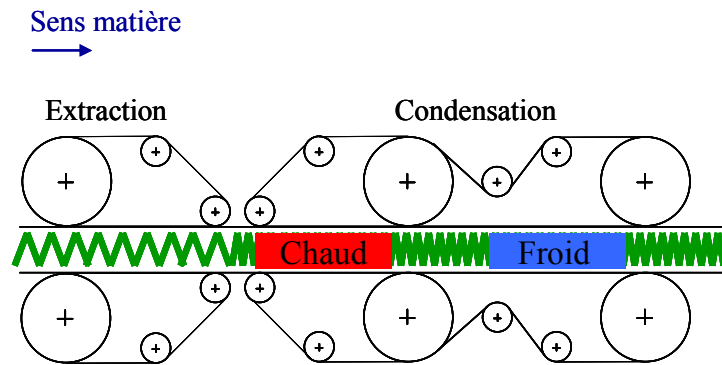 Sens matière
Extraction
Condensation
Chaud
Froid